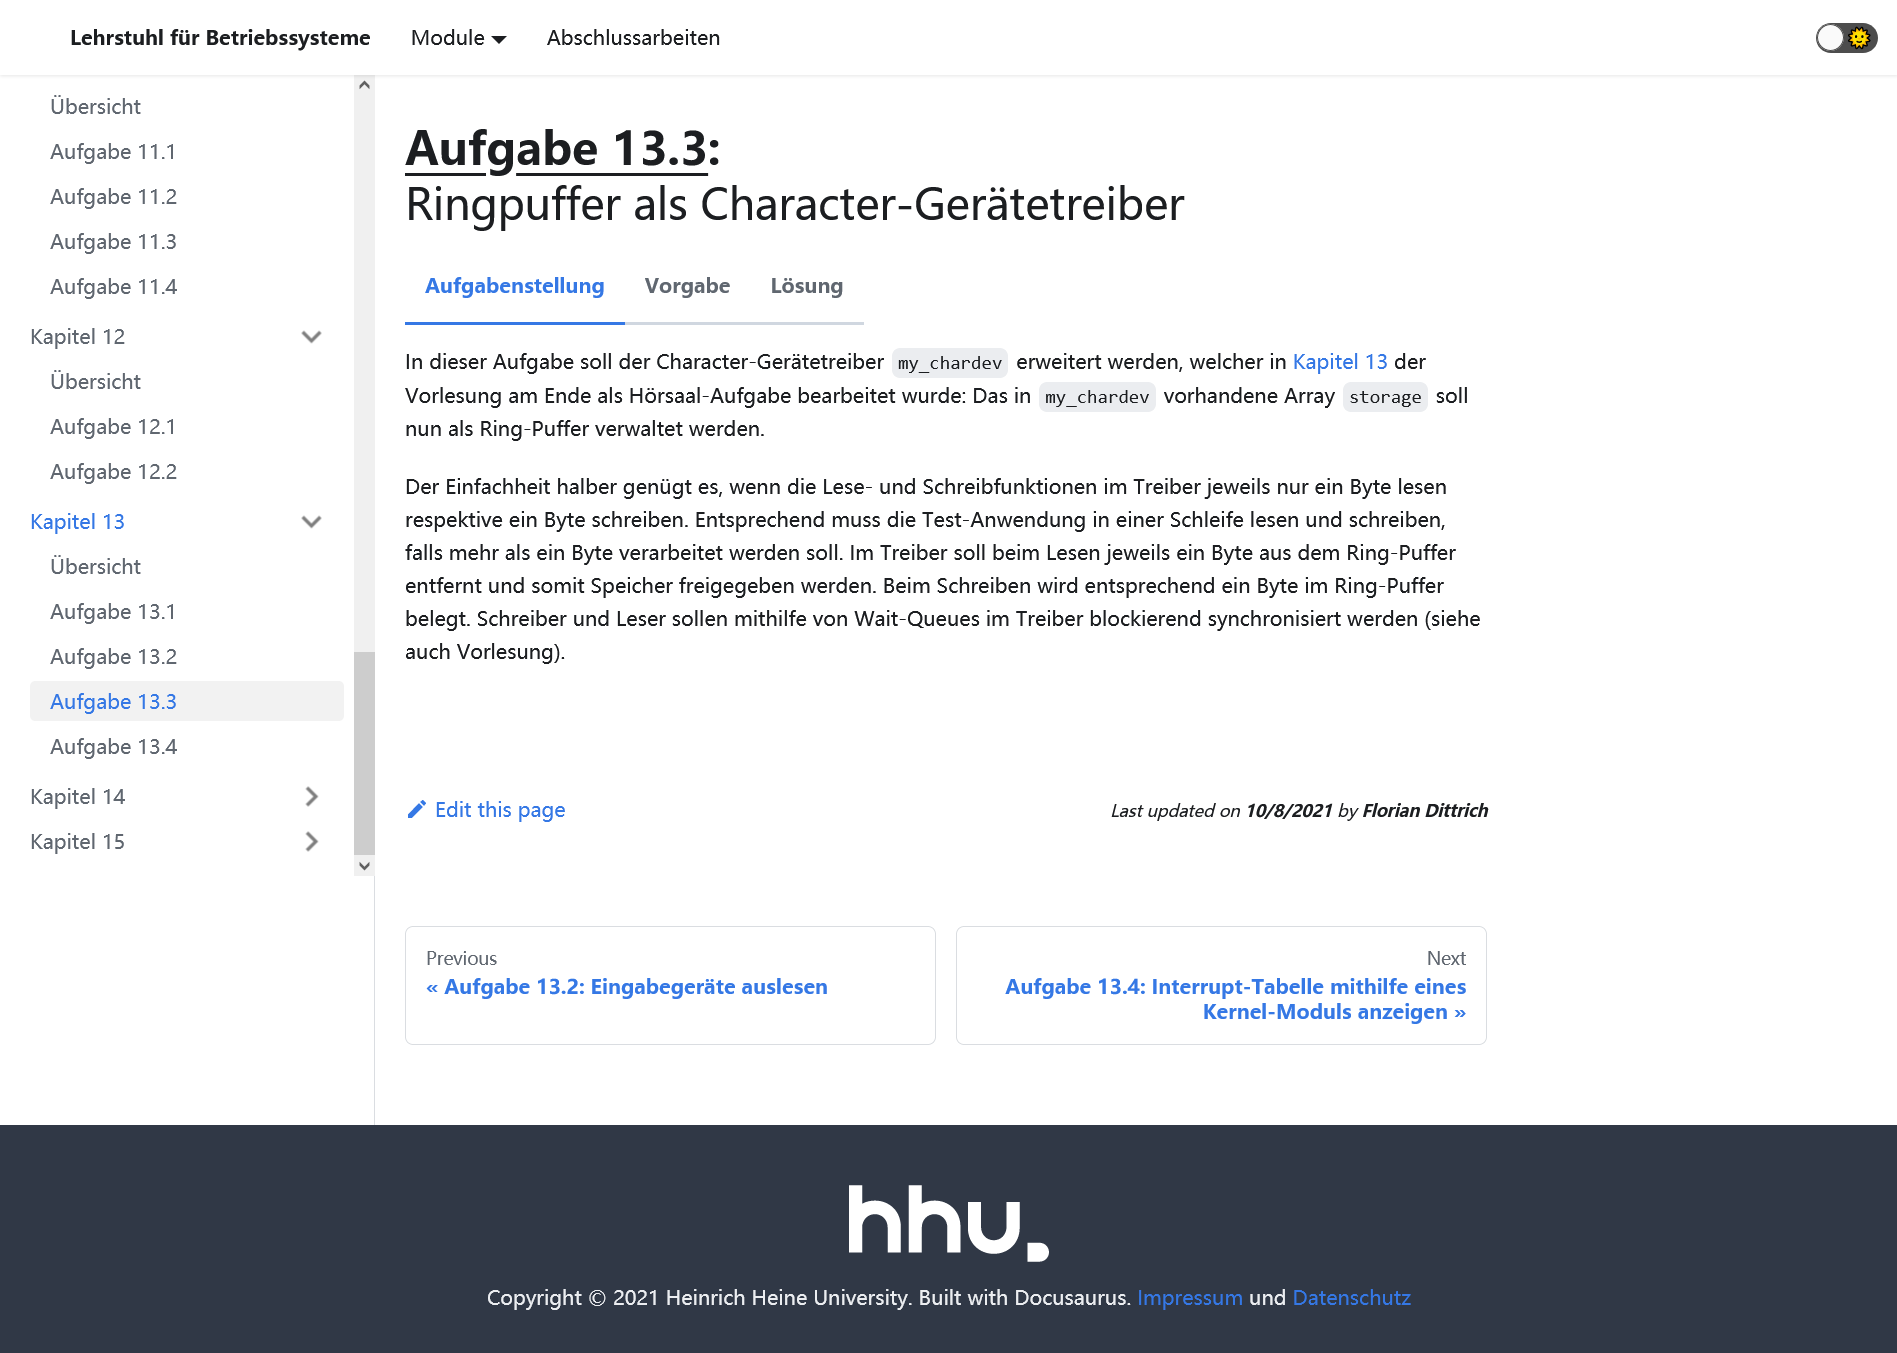 Lehrstuhl für Betriebssysteme Module Abschlussarbeiten
Übersicht
Aufgabe 11.1
Aufgabe 11.2
Aufgabe 11.3
Aufgabe 11.4
Kapitel 12
Übersicht
Aufgabe 12.1
Aufgabe 12.2
Kapitel 13
Übersicht
Aufgabe 13.1
Aufgabe 13.2
Aufgabe 13.3
Aufgabe 13.4
Kapitel 14
Kapitel 15
Aufgabe 13.3:
Ringpuffer als Character-Gerätetreiber
Aufgabenstellung Vorgabe Lösung
In dieser Aufgabe soll der Character-Gerätetreiber my_chardev erweitert werden, welcher in Kapitel 13 der
Vorlesung am Ende als Hörsaal-Aufgabe bearbeitet wurde: Das in my_chardev vorhandene Array storage soll
nun als Ring-Puffer verwaltet werden.
Der Einfachheit halber genügt es, wenn die Lese- und Schreibfunktionen im Treiber jeweils nur ein Byte lesen
respektive ein Byte schreiben. Entsprechend muss die Test-Anwendung in einer Schleife lesen und schreiben,
falls mehr als ein Byte verarbeitet werden soll. Im Treiber soll beim Lesen jeweils ein Byte aus dem Ring-Puffer
entfernt und somit Speicher freigegeben werden. Beim Schreiben wird entsprechend ein Byte im Ring-Puffer
belegt. Schreiber und Leser sollen mithilfe von Wait-Queues im Treiber blockierend synchronisiert werden (siehe
auch Vorlesung).
Edit this page
Last updated on 10/8/2021 by Florian Dittrich
Previous
« Aufgabe 13.2: Eingabegeräte auslesen
Next
Aufgabe 13.4: Interrupt-Tabelle mithilfe eines
Kernel-Moduls anzeigen »
hhu.
Copyright © 2021 Heinrich Heine University. Built with Docusaurus. Impressum und Datenschutz